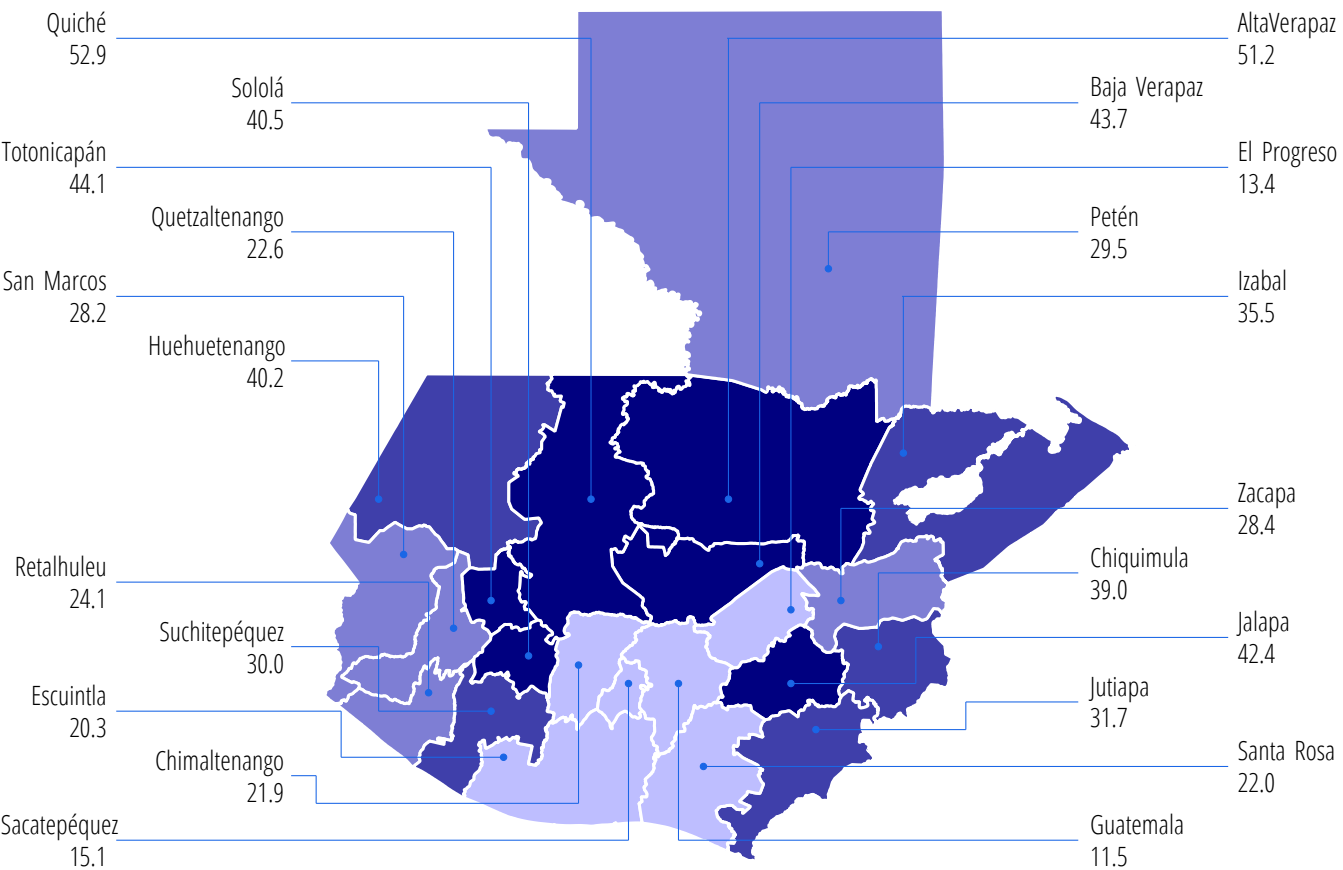 Quiché
52.9
Sololá
40.5
Totonicapán
44.1
Quetzaltenango
22.6
San Marcos
28.2
Huehuetenango
40.2
Retalhuleu
24.1
Suchitepéquez
30.0
Escuintla
20.3
Chimaltenango
21.9
Sacatepéquez
15.1
AltaVerapaz
51.2
Baja Verapaz
43.7
El Progreso
13.4
Petén
29.5
Izabal
35.5
Zacapa
28.4
Chiquimula
39.0
Jalapa
42.4
Jutiapa
31.7
Santa Rosa
22.0
Guatemala
11.5